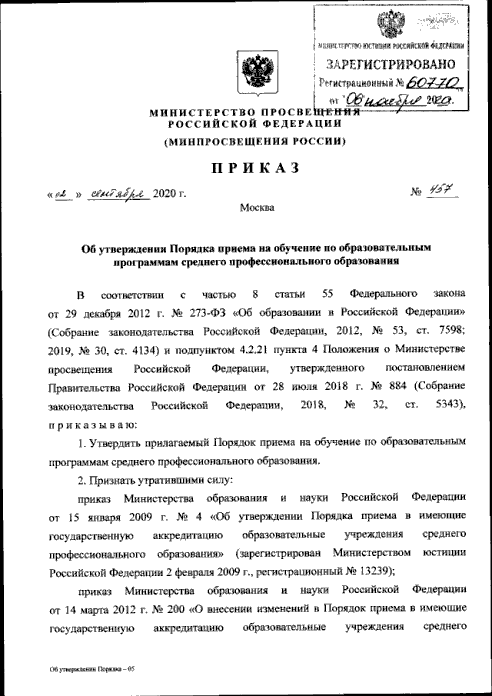 МИНИСТЕРСТВО ЮСТИЦИИ РОССИЙСКОЙ ФЕДЕРАЦИИ
ЗАРЕГИСТРИРОВАНО
Регистрационный № 60770
от "06 ноября 2020.
МИНИСТЕРСТВО ПРОСВЕЩЕНИЯ
РОССИЙСКОЙ ФЕДЕРАЦИИ
(МИНПРОСВЕЩЕНИЯ РОССИИ)
ПРИКАЗ
« 02 » сентября 2020 г.
№ 457
Москва
Об утверждении Порядка приема на обучение по образовательным
программам среднего профессионального образования
В соответствии с частью 8 статьи 55 Федерального закона
от 29 декабря 2012 г. № 273-ФЗ «Об образовании в Российской Федерации»
(Собрание законодательства Российской Федерации, 2012, № 53, ст. 7598;
2019, № 30, ст. 4134) и подпунктом 4.2.21 пункта 4 Положения о Министерстве
просвещения Российской Федерации, утвержденного постановлением
Правительства Российской Федерации от 28 июля 2018 г. № 884 (Собрание
законодательства Российской Федерации, 2018, № 32, ст. 5343),
приказываю:
1. Утвердить прилагаемый Порядок приема на обучение по образовательным
программам среднего профессионального образования.
2. Признать утратившими силу:
приказ Министерства образования и науки Российской Федерации
от 15 января 2009 г. № 4 «Об утверждении Порядка приема в имеющие
государственную аккредитацию образовательные учреждения среднего
профессионального образования» (зарегистрирован Министерством юстиции
Российской Федерации 2 февраля 2009 г., регистрационный № 13239);
приказ Министерства образования и науки Российской Федерации
от 14 марта 2012 г. № 200 «О внесении изменений в Порядок приема в имеющие
государственную аккредитацию образовательные учреждения среднего
Об утверждении Порядка – 05